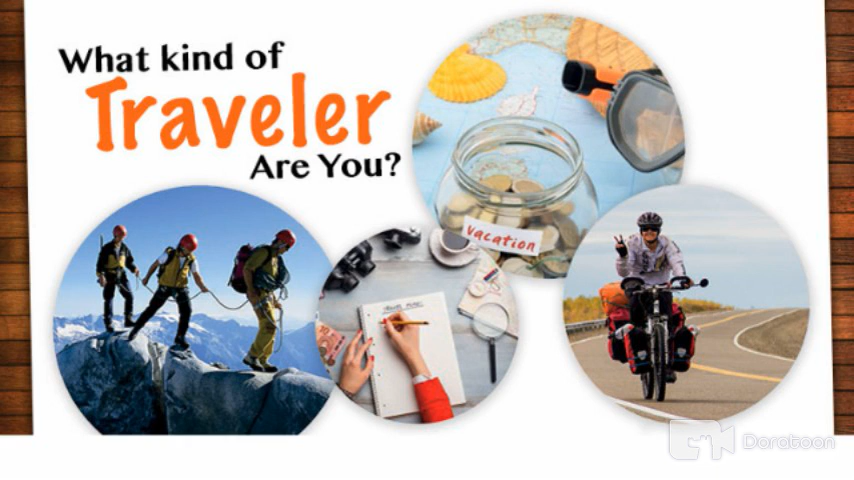 What kind of
Traveler
Are You?
Vacation
Doratoon